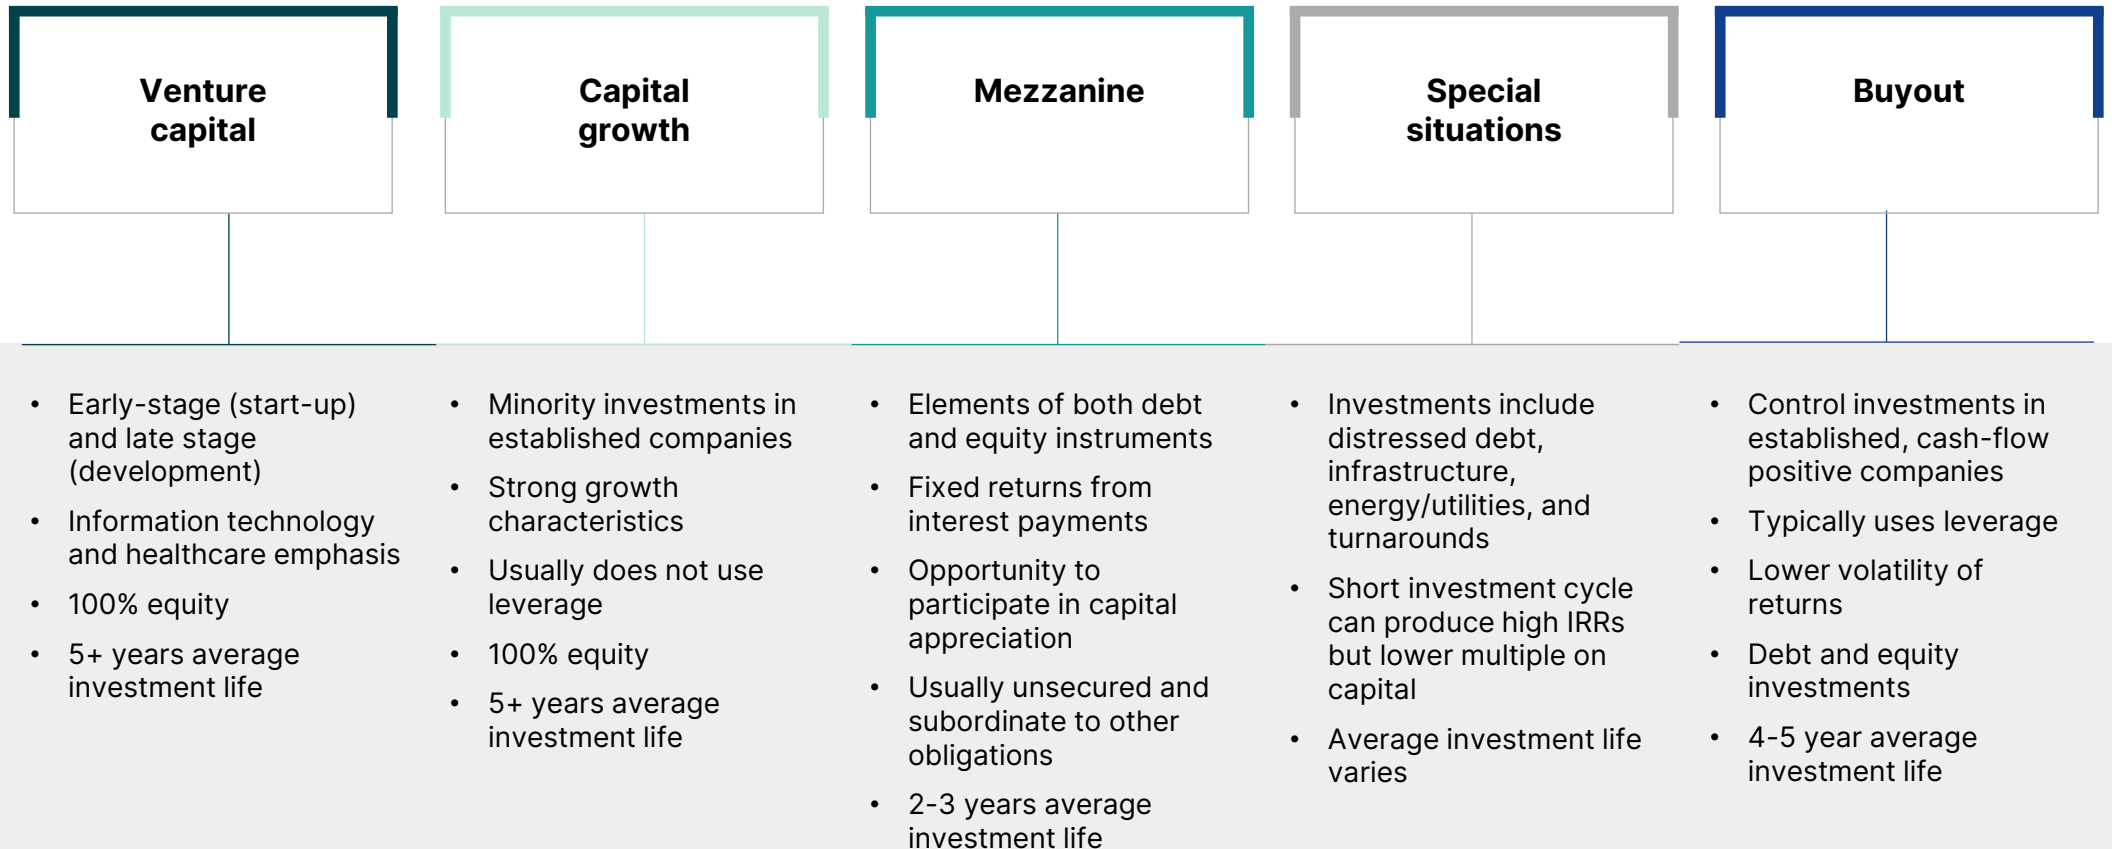 Venture
capital
Capital
growth
Mezzanine
Special
situations
Buyout
• Early-stage (start-up)
and late stage
(development)
• Information technology
and healthcare emphasis
• 100% equity
• 5+ years average
investment life
• Minority investments in
established companies
• Strong growth
characteristics
• Usually does not use
leverage
• 100% equity
• 5+ years average
investment life
• Elements of both debt
and equity instruments
• Fixed returns from
interest payments
• Opportunity to
participate in capital
appreciation
• Usually unsecured and
subordinate to other
obligations
• 2-3 years average
investment life
• Investments include
distressed debt,
infrastructure,
energy/utilities, and
turnarounds
• Short investment cycle
can produce high IRRs
but lower multiple on
capital
• Average investment life
varies
• Control investments in
established, cash-flow
positive companies
• Typically uses leverage
• Lower volatility of
returns
• Debt and equity
investments
• 4-5 year average
investment life